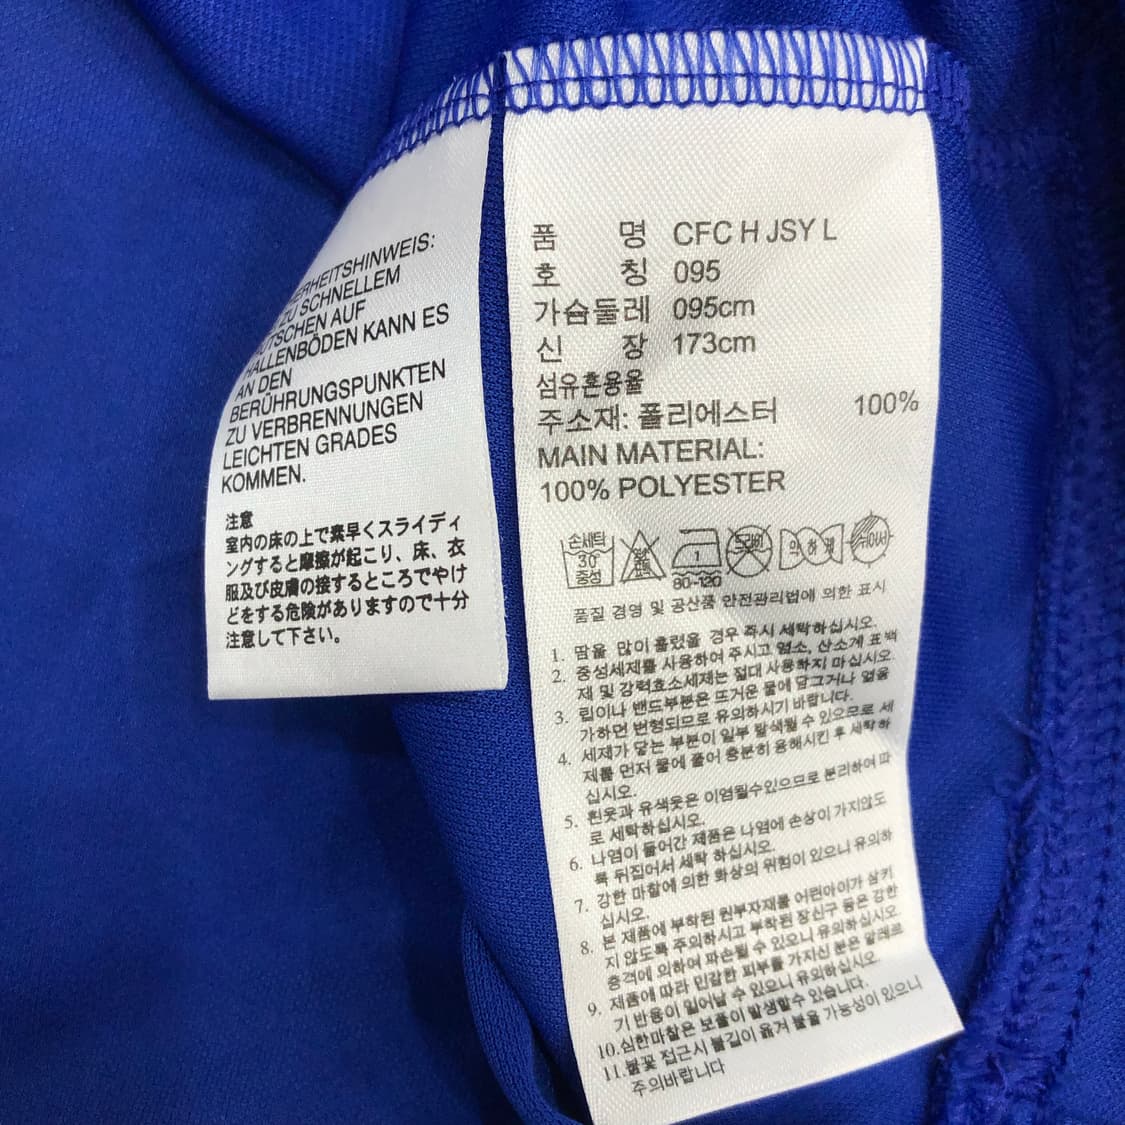 HEITSHINWEIS:
ZU SCHNELLEM
AUF
HALLENBÖDEN KANN ES
AN DEN
BERÜHRUNGSPUNKTEN
ZU VERBRENNUNGEN
LEICHTEN GRADES
KOMMEN.
注意
室内の床の上で素早くスライディ
ングすると摩擦が起こり、床、衣
服及び皮膚の接するところでやけ
どをする危険がありますので十分
注意して下さい。
품 명 CFC H JSY L
호 칭 095
가슴둘레 095cm
신 장 173cm
섬유혼용율
주소재: 폴리에스터 100%
MAIN MATERIAL:
100% POLYESTER
손세탁
30°
중성
1
80-120
약하게
품질 경영 및 공산품 안전관리법에 의한 표시
1. 땀을 많이 흘렸을 경우 즉시 세탁하십시오.
2. 중성세제를 사용하여 주시고 염소, 산소계 표백
제 및 강력효소세제는 절대 사용하지 마십시오
3. 립이나 밴드부분은 뜨거운 물에 담그거나 열을
가하면 변형되므로 유의하시기 바랍니다.
4. 세제가 닿는 부분이 일부 탈색될 수 있으므로 세
제를 먼저 물에 풀어 충분히 용해시킨 후 세탁하
십시오.
5. 흰옷과 유색옷은 이염될수있으므로 분리하여 따
로 세탁하십시오.
6. 나염이 들어간 제품은 나염에 손상이 가지않도
록 뒤집어서 세탁 하십시오.
7. 강한 마찰에 의한 화상의 위험이 있으니 유의하
십시오.
8. 본 제품에 부착된 원부자재를 어린아이가 삼키
지 않도록 주의하시고 부착된 장신구 등은 강한
충격에 의하여 파손될 수 있으니 유의하십시오.
9. 제품에 따라 민감한 피부를 가지신 분은 알레르
기 반응이 일어날 수 있으니 유의하십시오
10.심한마찰은 보풀이 발생할수 있습니다.
11.불꽃 접근시 불길이 옮겨 붙을 가능성이 있으니
주의바랍니다